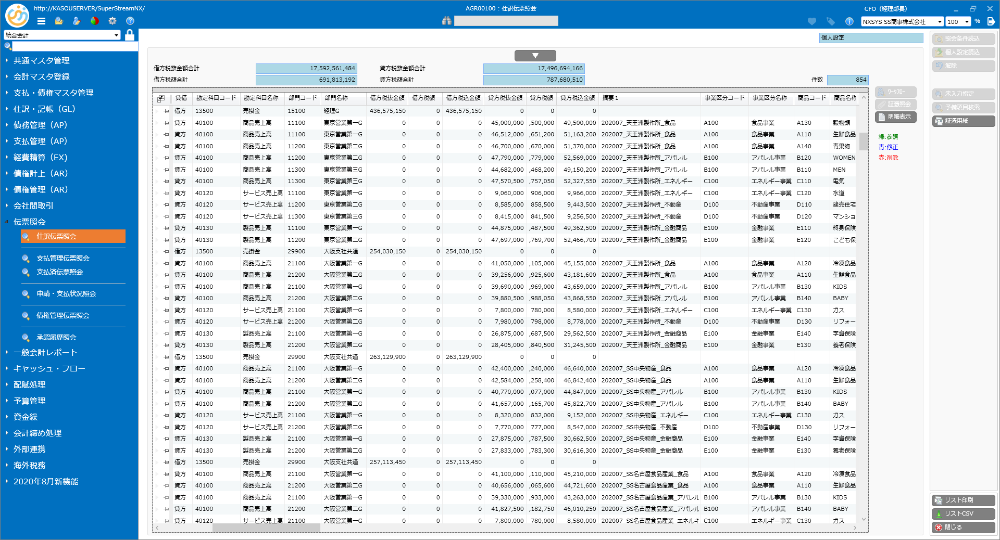 http://KASOUSERVER/SuperStreamNX/
AGR00100 : 仕訳伝票照会
CFO（経理部長）
NXSYS SS商事株式会社
100
%
統合会計
共通マスタ管理
会計マスタ登録
支払・債権マスタ管理
仕訳・記帳（GL）
債務管理（AP）
支払管理（AP）
経費精算（EX）
債権計上（AR）
債権管理（AR）
会社間取引
伝票照会
仕訳伝票照会
支払管理伝票照会
支払済伝票照会
申請・支払状況照会
債権管理伝票照会
承認履歴照会
一般会計レポート
キャッシュ・フロー
配賦処理
予算管理
資金繰
会計締め処理
外部連携
海外税務
2020年8月新機能
個人設定
▼
借方税抜金額合計 17,592,561,484 貸方税抜金額合計 17,496,694,166
借方税額合計 691,813,192 貸方税額合計 787,680,510 件数 854
貸借 勘定科目コード 勘定科目名称 部門コード 部門名称 借方税抜金額 借方税額 借方税込金額 貸方税抜金額 貸方税額 貸方税込金額 摘要１ 事業区分コード 事業区分名称 商品コード 商品名称
借方 13500 売掛金 15100 経理G 436,575,150 0 436,575,150 0 0 0
貸方 40100 商品売上高 11100 東京営業第一G 0 0 0 45,000,000 ,500,000 49,500,000 202007_天王洲製作所_食品 A100 食品事業 A130 穀物類
貸方 40100 商品売上高 11100 東京営業第一G 0 0 0 46,512,000 ,651,200 51,163,200 202007_天王洲製作所_食品 A100 食品事業 A110 生鮮食品
貸方 40100 商品売上高 11200 東京営業第二G 0 0 0 46,700,000 ,670,000 51,370,000 202007_天王洲製作所_食品 A100 食品事業 A140 青果物
貸方 40100 商品売上高 11200 東京営業第二G 0 0 0 47,790,000 ,779,000 52,569,000 202007_天王洲製作所_アパレル B100 アパレル事業 B120 WOMEN
貸方 40100 商品売上高 11300 東京営業第三G 0 0 0 44,682,000 ,468,200 49,150,200 202007_天王洲製作所_アパレル B100 アパレル事業 B110 MEN
貸方 40100 商品売上高 11300 東京営業第三G 0 0 0 47,570,500 ,757,050 52,327,550 202007_天王洲製作所_エネルギー C100 エネルギー事業 C110 電気
貸方 40120 サービス売上高 11100 東京営業第一G 0 0 0 9,060,000 906,000 9,966,000 202007_天王洲製作所_エネルギー C100 エネルギー事業 C120 水道
貸方 40120 サービス売上高 11200 東京営業第二G 0 0 0 8,585,000 858,500 9,443,500 202007_天王洲製作所_不動産 D100 不動産事業 D110 建売住宅
貸方 40120 サービス売上高 11300 東京営業第三G 0 0 0 8,415,000 841,500 9,256,500 202007_天王洲製作所_不動産 D100 不動産事業 D120 マンショ
貸方 40130 製品売上高 11100 東京営業第一G 0 0 0 44,875,000 ,487,500 49,362,500 202007_天王洲製作所_金融商品 E100 金融事業 E110 終身保険
貸方 40130 製品売上高 11200 東京営業第二G 0 0 0 47,697,000 ,769,700 52,466,700 202007_天王洲製作所_金融商品 E100 金融事業 E120 こども保
借方 13500 売掛金 29900 大阪支社共通 254,030,150 0 254,030,150 0 0 0
貸方 40100 商品売上高 21100 大阪営業第一G 0 0 0 41,050,000 ,105,000 45,155,000 202007_天王洲製作所_食品 A100 食品事業 A120 冷凍食品
貸方 40100 商品売上高 21200 大阪営業第二G 0 0 0 39,256,000 ,925,600 43,181,600 202007_天王洲製作所_食品 A100 食品事業 A110 生鮮食品
貸方 40100 商品売上高 21100 大阪営業第一G 0 0 0 39,690,000 ,969,000 43,659,000 202007_天王洲製作所_アパレル B100 アパレル事業 B130 KIDS
貸方 40100 商品売上高 21200 大阪営業第二G 0 0 0 39,880,500 ,988,050 43,868,550 202007_天王洲製作所_アパレル B100 アパレル事業 B140 BABY
貸方 40120 サービス売上高 21100 大阪営業第一G 0 0 0 7,800,000 780,000 8,580,000 202007_天王洲製作所_エネルギー C100 エネルギー事業 C130 ガス
貸方 40120 サービス売上高 21200 大阪営業第二G 0 0 0 7,980,000 798,000 8,778,000 202007_天王洲製作所_不動産 D100 不動産事業 D130 リフォー
貸方 40130 製品売上高 21100 大阪営業第一G 0 0 0 26,875,000 ,687,500 29,562,500 202007_天王洲製作所_金融商品 E100 金融事業 E140 学資保険
貸方 40130 製品売上高 21200 大阪営業第二G 0 0 0 28,405,000 ,840,500 31,245,500 202007_天王洲製作所_金融商品 E100 金融事業 E130 養老保険
借方 13500 売掛金 29900 大阪支社共通 263,129,900 0 263,129,900 0 0 0
貸方 40100 商品売上高 21100 大阪営業第一G 0 0 0 42,400,000 ,240,000 46,640,000 202007_SS中央物産_食品 A100 食品事業 A120 冷凍食品
貸方 40100 商品売上高 21200 大阪営業第二G 0 0 0 42,584,000 ,258,400 46,842,400 202007_SS中央物産_食品 A100 食品事業 A110 生鮮食品
貸方 40100 商品売上高 21100 大阪営業第一G 0 0 0 40,770,000 ,077,000 44,847,000 202007_SS中央物産_アパレル B100 アパレル事業 B130 KIDS
貸方 40100 商品売上高 21200 大阪営業第二G 0 0 0 41,657,000 ,165,700 45,822,700 202007_SS中央物産_アパレル B100 アパレル事業 B140 BABY
貸方 40120 サービス売上高 21100 大阪営業第一G 0 0 0 8,320,000 832,000 9,152,000 202007_SS中央物産_エネルギー C100 エネルギー事業 C130 ガス
貸方 40120 サービス売上高 21200 大阪営業第二G 0 0 0 7,770,000 777,000 8,547,000 202007_SS中央物産_不動産 D100 不動産事業 D130 リフォー
貸方 40130 製品売上高 21100 大阪営業第一G 0 0 0 27,875,000 ,787,500 30,662,500 202007_SS中央物産_金融商品 E100 金融事業 E140 学資保険
貸方 40130 製品売上高 21200 大阪営業第二G 0 0 0 27,833,000 ,783,300 30,616,300 202007_SS中央物産_金融商品 E100 金融事業 E130 養老保険
借方 13500 売掛金 29900 大阪支社共通 257,113,450 0 257,113,450 0 0 0
貸方 40100 商品売上高 21100 大阪営業第一G 0 0 0 41,100,000 ,110,000 45,210,000 202007_SS名古屋食品産業_食品 A100 食品事業 A120 冷凍食品
貸方 40100 商品売上高 21200 大阪営業第二G 0 0 0 40,656,000 ,065,600 44,721,600 202007_SS名古屋食品産業_食品 A100 食品事業 A110 生鮮食品
貸方 40100 商品売上高 21100 大阪営業第一G 0 0 0 39,330,000 ,933,000 43,263,000 202007_SS名古屋食品産業_アパレル B100 アパレル事業 B130 KIDS
貸方 40100 商品売上高 21200 大阪営業第二G 0 0 0 41,827,500 ,182,750 46,010,250 202007_SS名古屋食品産業_アパレル B100 アパレル事業 B140 BABY
貸方 40120 サービス売上高 21100 大阪営業第一G 0 0 0 7,800,000 780,000 8,580,000 202007_SS名古屋食品産業_エネルギ C100 エネルギー事業 C130 ガス
ワークフロー
証憑照会
明細表示
緑:参照
青:修正
赤:削除
照会条件読込
個人設定読込
解除
未入力指定
予備項目検索
証憑用紙
リスト印刷
リストCSV
閉じる